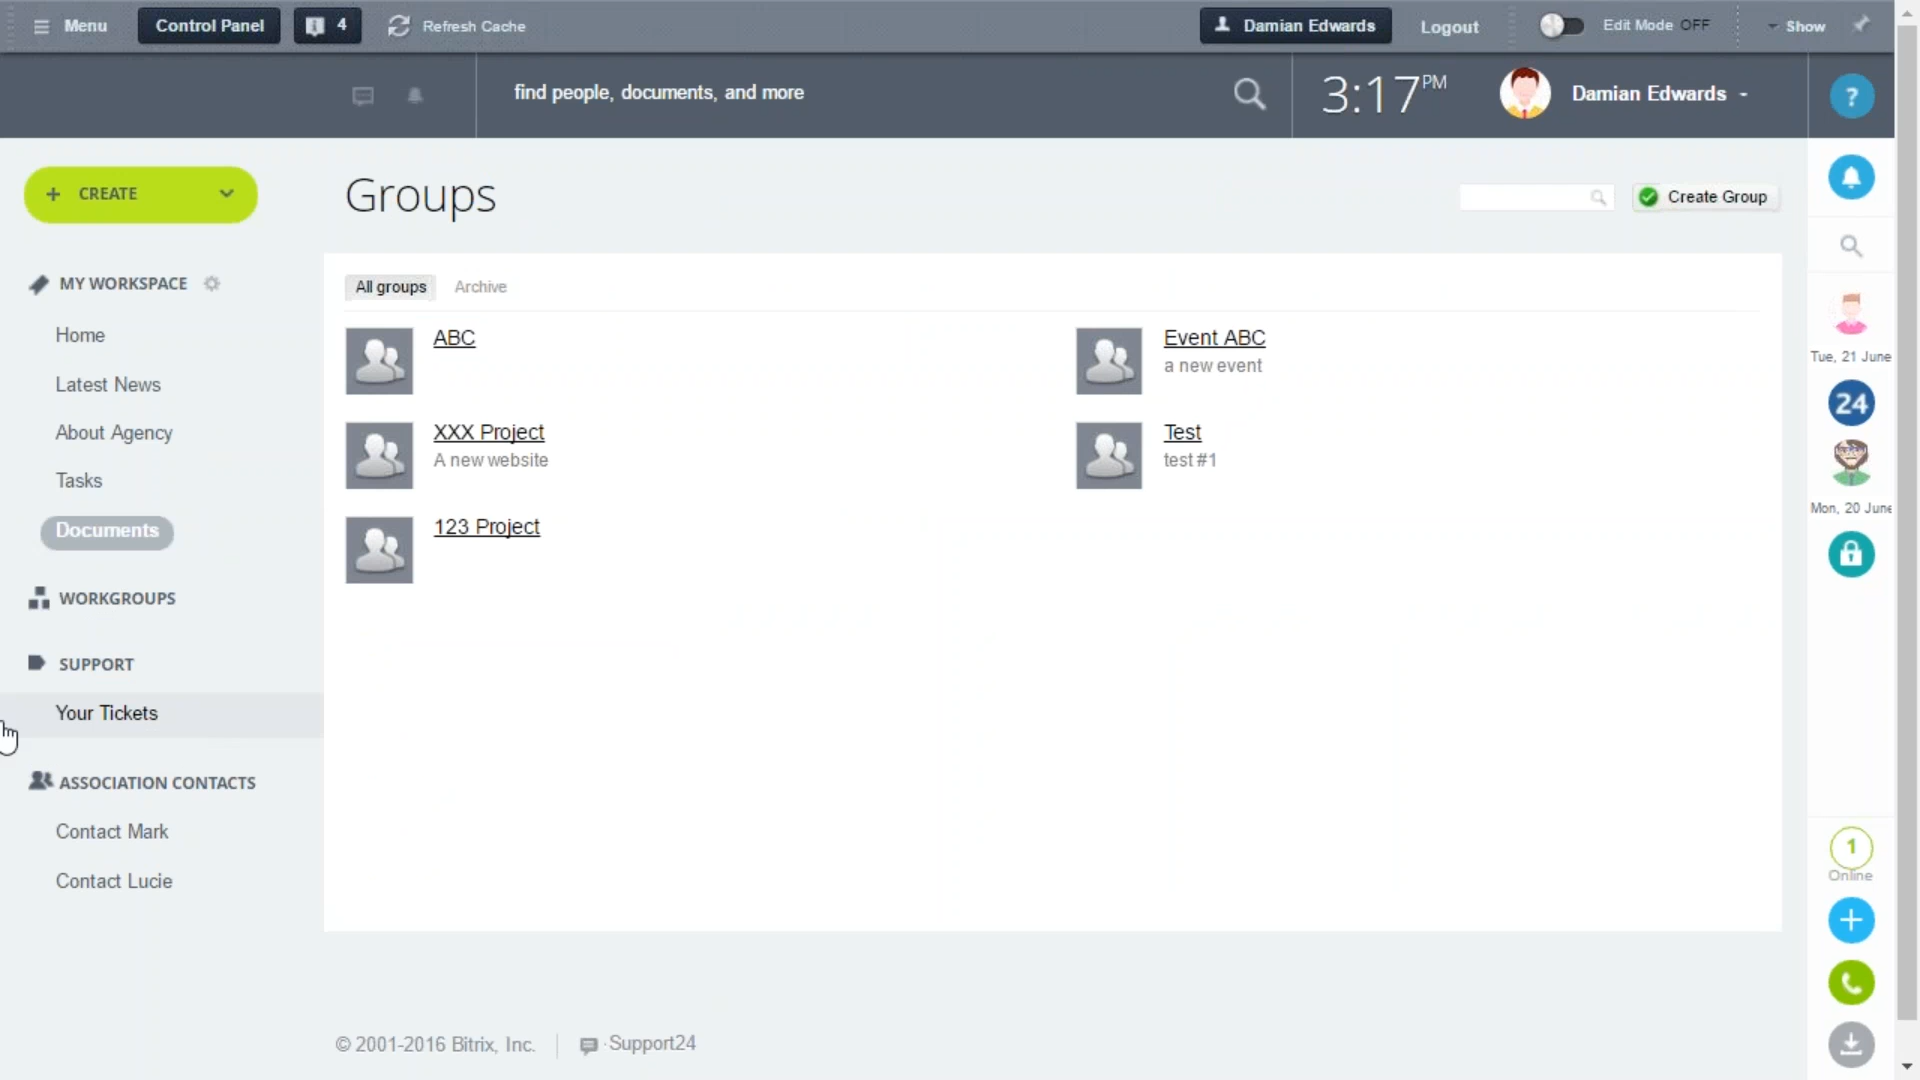 Menu
Control Panel
4
Refresh Cache
Damian Edwards
Logout
Edit Mode OFF
Show
find people, documents, and more
3:17 PM
Damian Edwards
?
CREATE
Groups
Create Group
MY WORKSPACE
All groups
Archive
Home
ABC
Event ABC
a new event
Tue, 21 June
Latest News
24
About Agency
XXX Project
A new website
Test
test #1
Tasks
Mon, 20 June
Documents
123 Project
WORKGROUPS
SUPPORT
Your Tickets
ASSOCIATION CONTACTS
Contact Mark
1
Online
Contact Lucie
© 2001-2016 Bitrix, Inc.
Support24